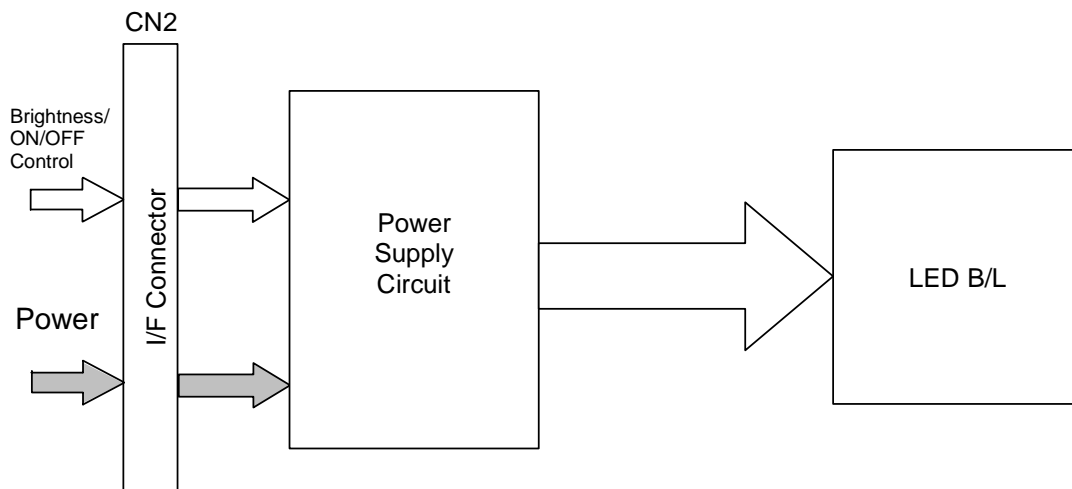 CN2
Brightness/
ON/OFF
Control
Power
I/F Connector
Power
Supply
Circuit
LED B/L